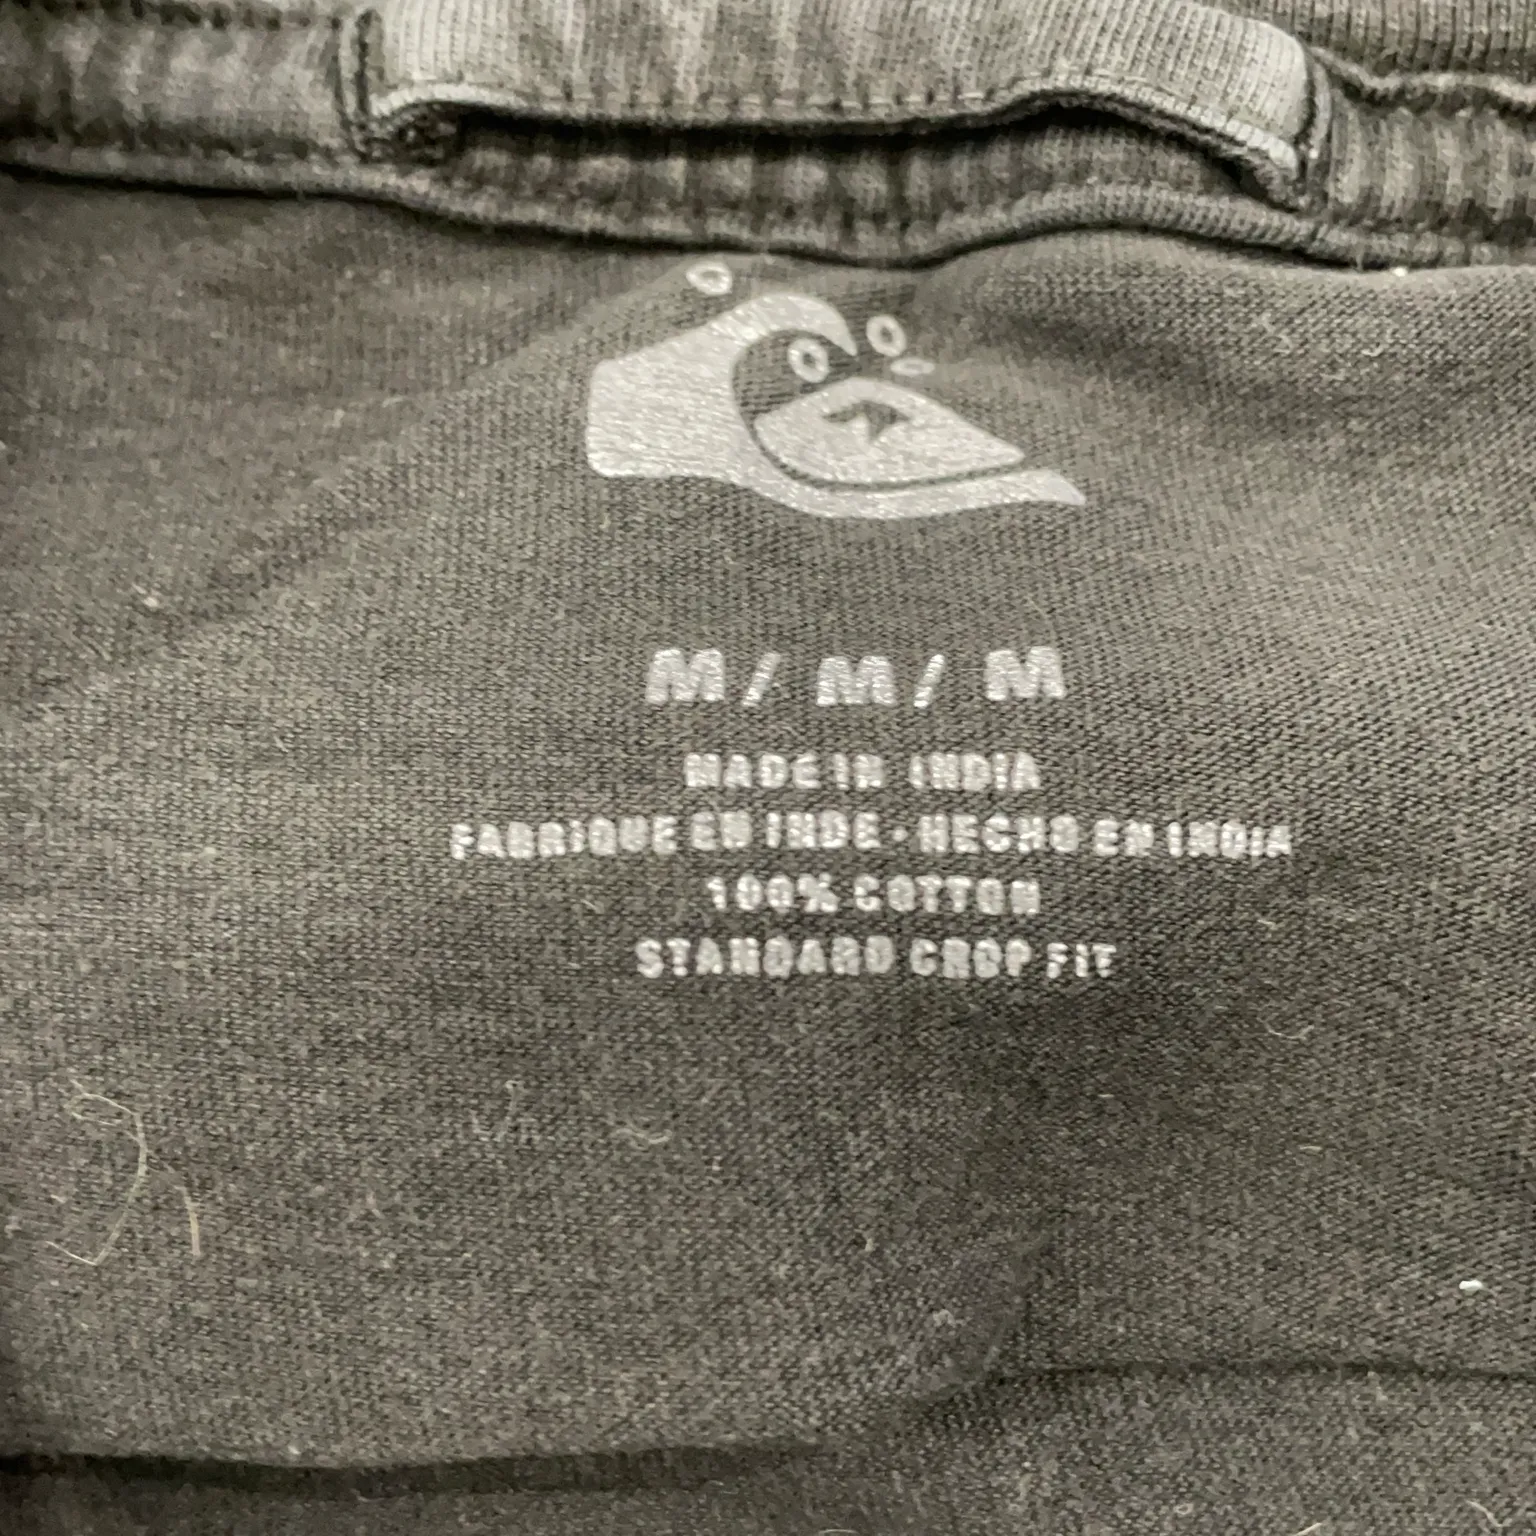 M / M / M
MADE IN INDIA
FABRIQUE EN INDE · HECHO EN INDIA
100% COTTON
STANDARD CROP FIT